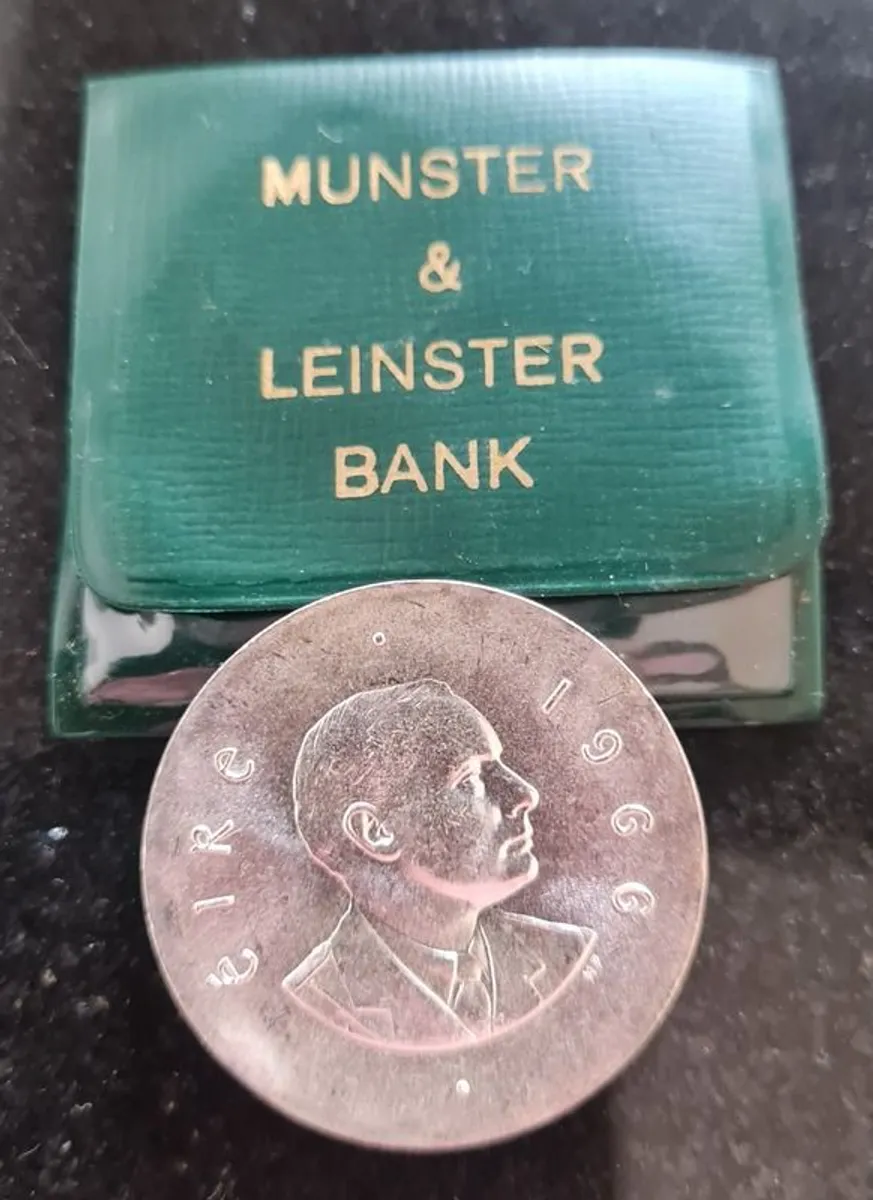 MUNSTER
&
LEINSTER
BANK
éIRe 1966